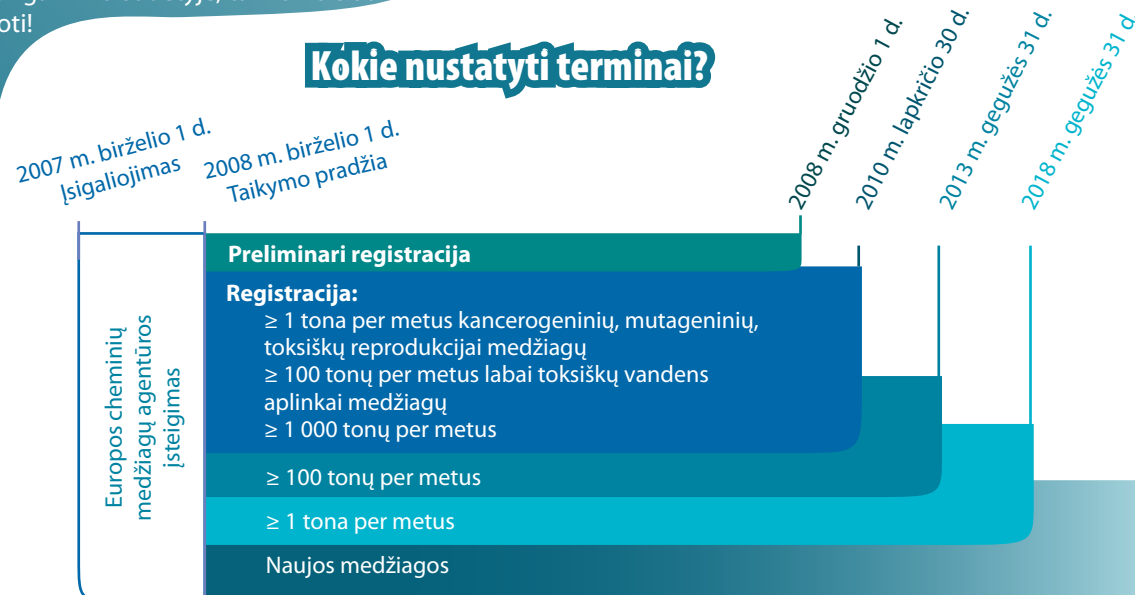 oti!
Kokie nustatyti terminai?
2007 m. birželio 1 d.
Įsigaliojimas
2008 m. birželio 1 d.
Taikymo pradžia
2008 m. gruodžio 1 d.
2010 m. lapkričio 30 d.
2013 m. gegužės 31 d.
2018 m. gegužės 31 d.
Europos cheminių
medžiagų agentūros
įsteigimas
Preliminari registracija
Registracija:
≥ 1 tona per metus kancerogeninių, mutageninių,
toksiškų reprodukcijai medžiagų
≥ 100 tonų per metus labai toksiškų vandens
aplinkai medžiagų
≥ 1 000 tonų per metus
≥ 100 tonų per metus
≥ 1 tona per metus
Naujos medžiagos